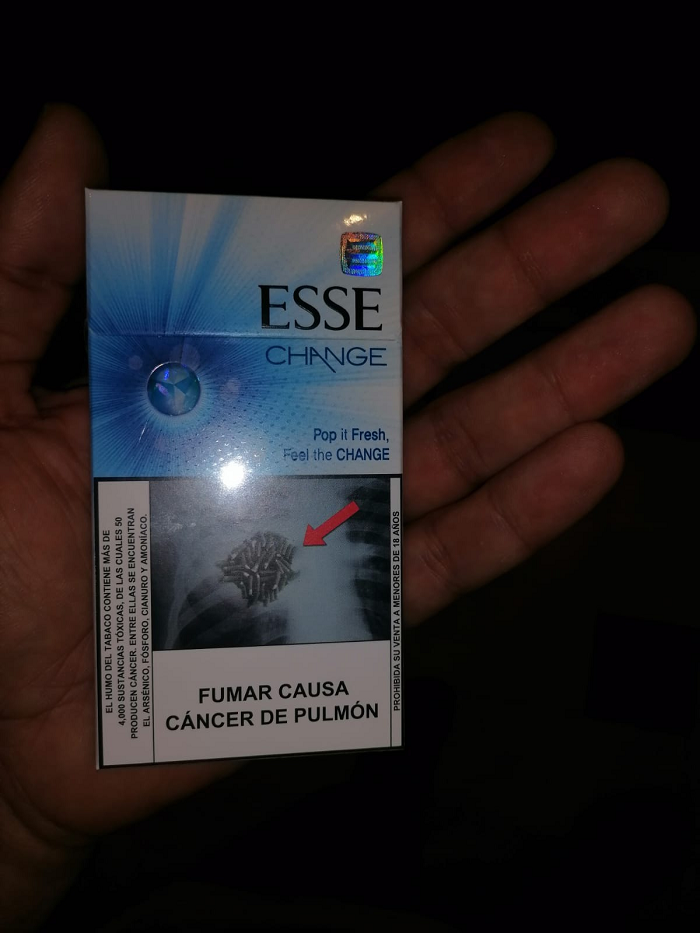 ESSE
CHANGE
Pop it Fresh,
Feel the CHANGE
EL HUMO DEL TABACO CONTIENE MÁS DE
4,000 SUSTANCIAS TÓXICAS, DE LAS CUALES 50
PRODUCEN CÁNCER. ENTRE ELLAS SE ENCUENTRAN
EL ARSÉNICO, FÓSFORO, CIANURO Y AMONÍACO.
PROHIBIDA SU VENTA A MENORES DE 18 AÑOS
FUMAR CAUSA
CÁNCER DE PULMÓN